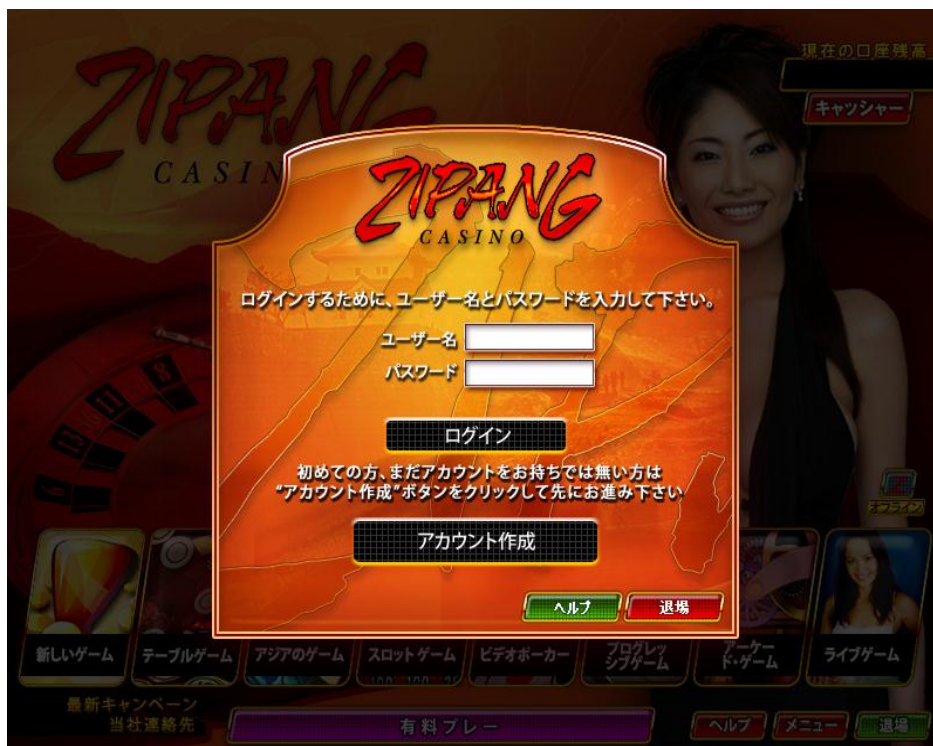 ZIPANG
CASIN
現在の口座残高
キャッシャー
ZIPANG
CASINO
ログインするために、ユーザー名とパスワードを入力して下さい。
ユーザー名
パスワード
ログイン
初めての方、まだアカウントをお持ちでは無い方は
“アカウント作成”ボタンをクリックして先にお進み下さい
アカウント作成
オフライン
ヘルプ 退場
新しいゲーム テーブルゲーム アジアのゲーム スロットゲーム ビデオポーカー プログレッシブゲーム アーケード・ゲーム ライブゲーム
最新キャンペーン
当社連絡先
有料プレー
ヘルプ メニュー 退場